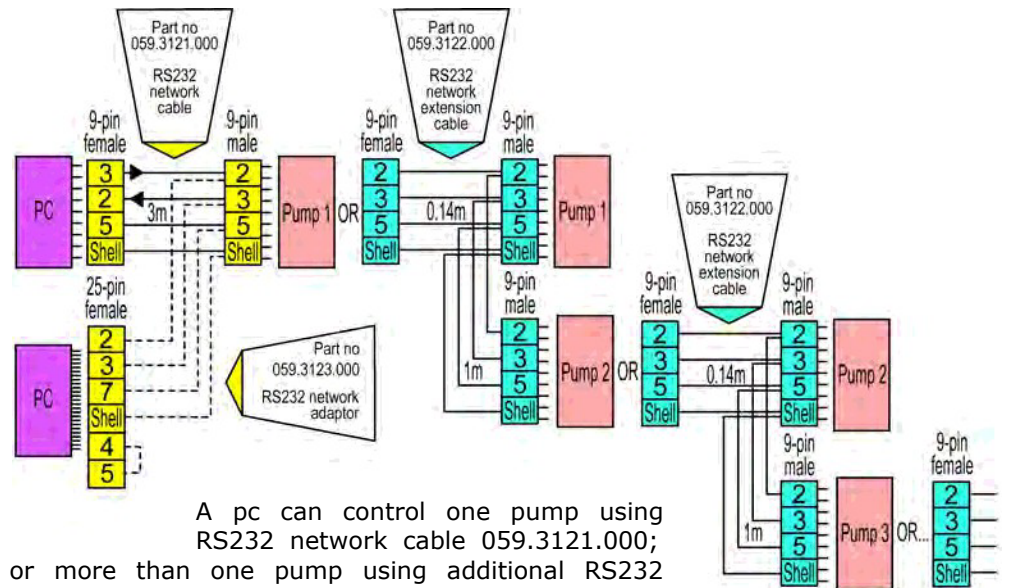 Part no
059.3121.000
RS232
network
cable
Part no
059.3122.000
RS232
network
extension
cable
9-pin
female
9-pin
male
9-pin
female
9-pin
male
PC
3
2
5
Shell
3m
2
3
5
Shell
Pump 1
OR
2
3
5
Shell
0.14m
2
3
5
Shell
Pump 1
Part no
059.3122.000
RS232
network
extension
cable
25-pin
female
PC
2
3
7
Shell
4
5
Part no
059.3123.000
RS232 network
adaptor
9-pin
male
1m
2
3
5
Shell
Pump 2
OR
9-pin
female
2
3
5
Shell
0.14m
9-pin
male
2
3
5
Shell
Pump 2
9-pin
male
1m
2
3
5
Shell
Pump 3
OR...
9-pin
female
2
3
5
Shell
A pc can control one pump using
RS232 network cable 059.3121.000;
or more than one pump using additional RS232